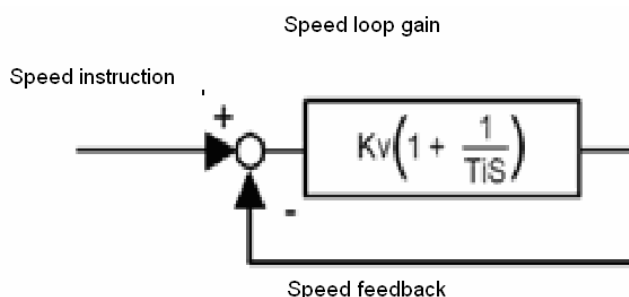 Speed loop gain
Speed instruction
+
Kv(1 + 1/TiS)
-
Speed feedback